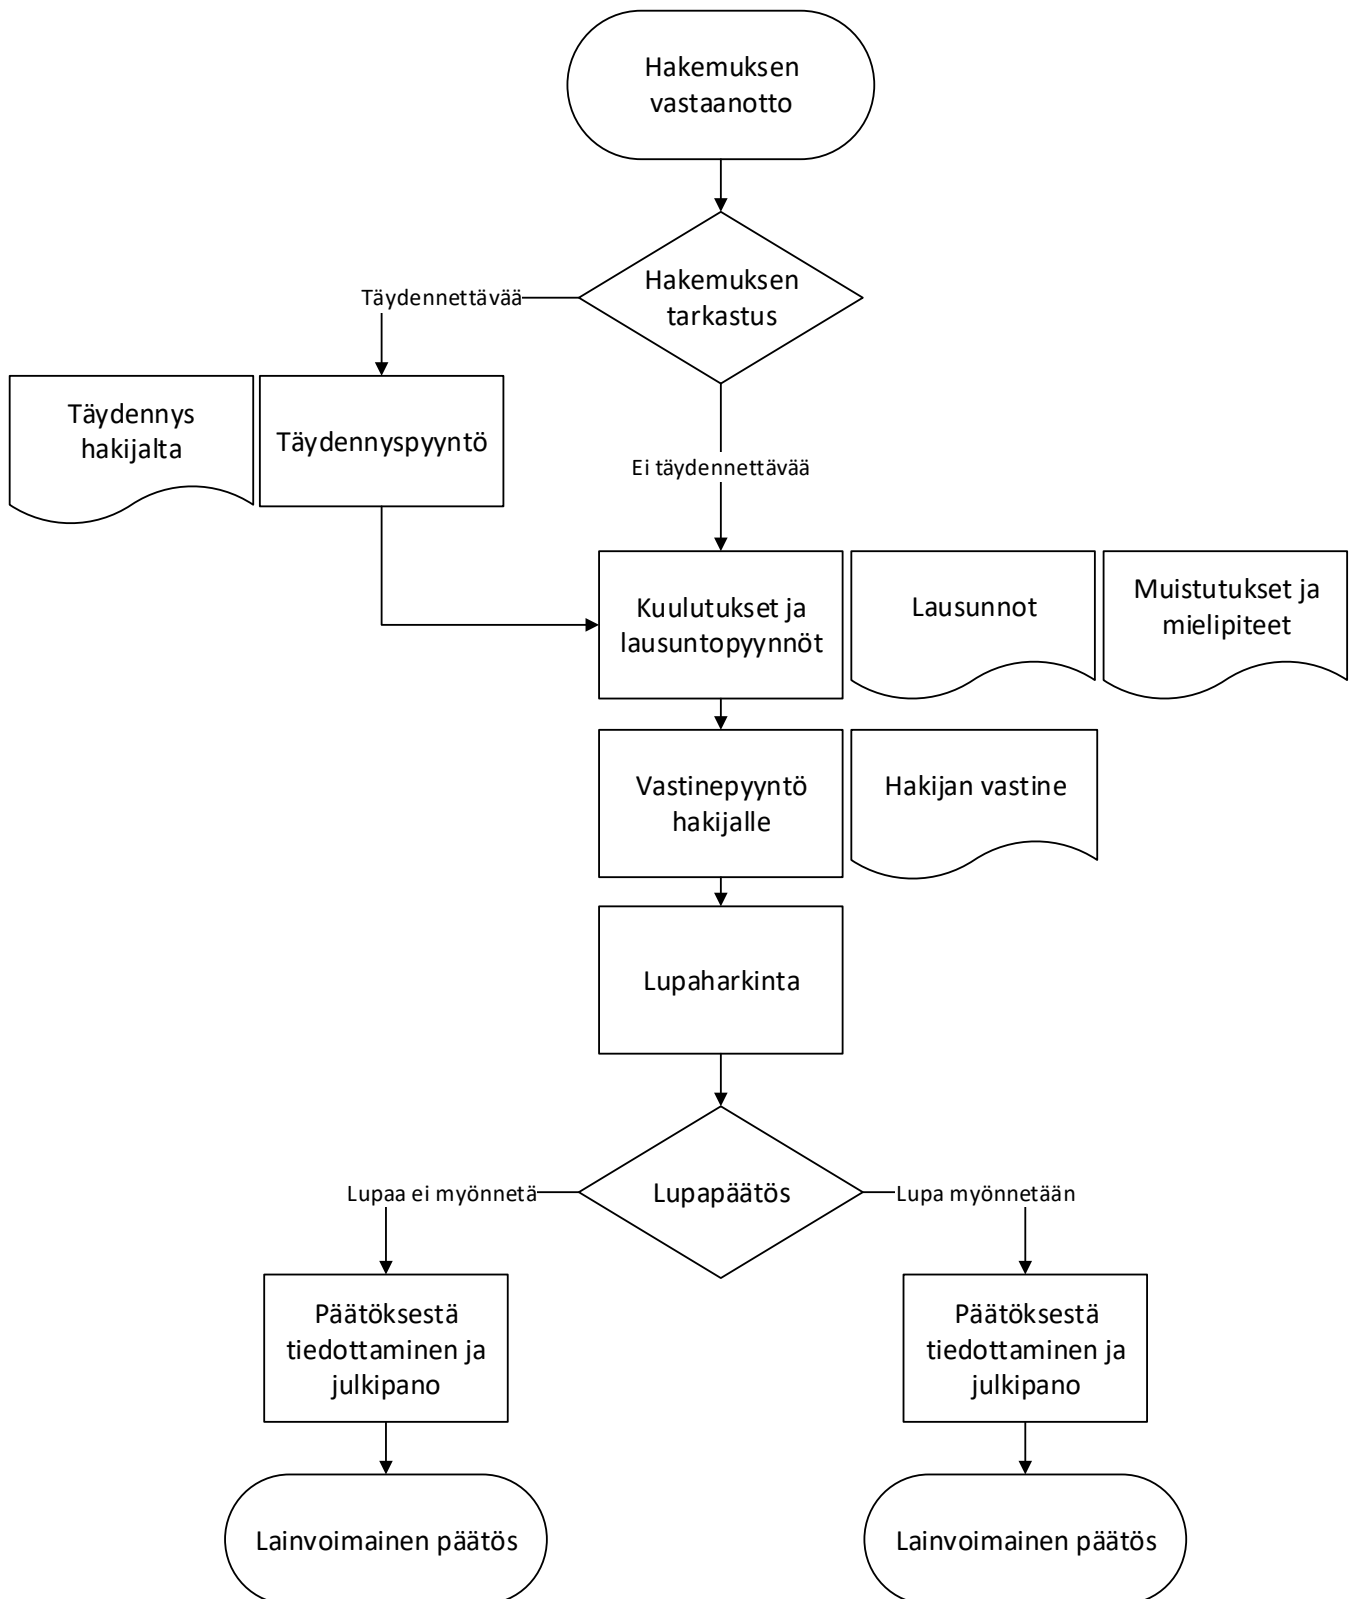 Hakemuksen
vastaanotto
Hakemuksen
tarkastus
Täydennettävää
Täydennys
hakijalta
Täydennyspyyntö
Ei täydennettävää
Kuulutukset ja
lausuntopyynnöt
Lausunnot
Muistutukset ja
mielipiteet
Vastinepyyntö
hakijalle
Hakijan vastine
Lupaharkinta
Lupapäätös
Lupaa ei myönnetä
Lupa myönnetään
Päätöksestä
tiedottaminen ja
julkipano
Päätöksestä
tiedottaminen ja
julkipano
Lainvoimainen päätös
Lainvoimainen päätös